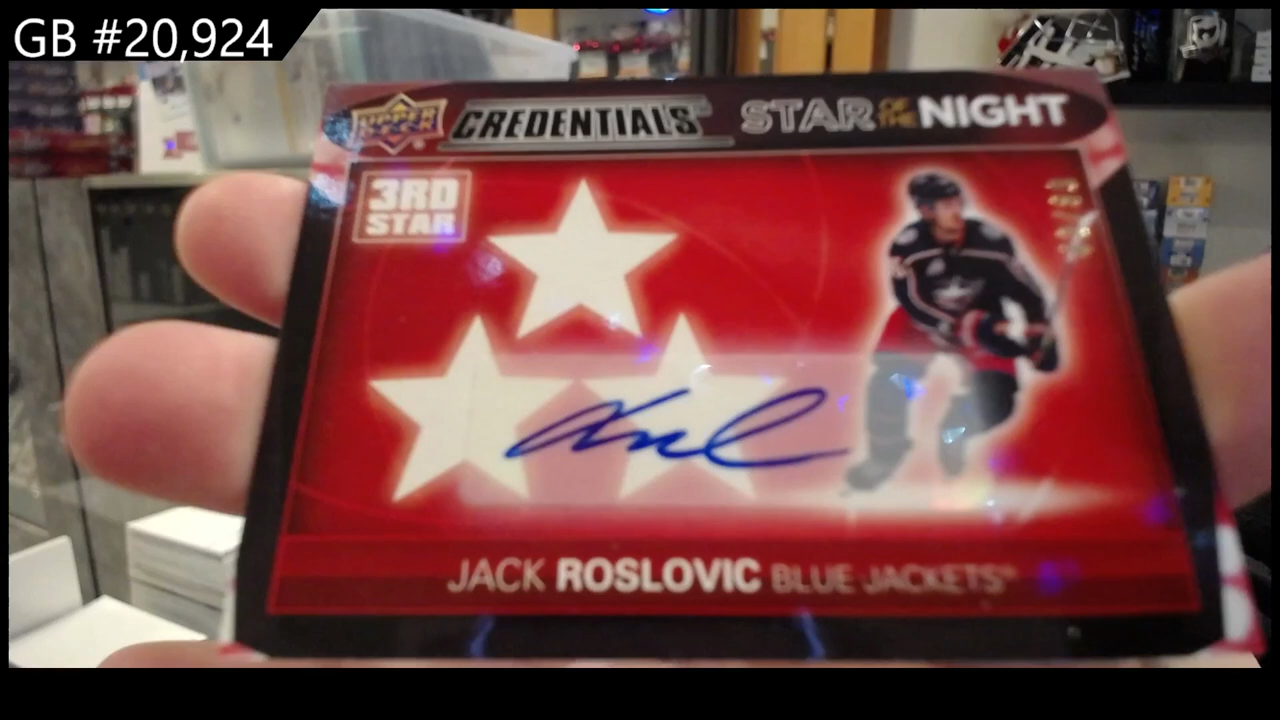 GB #20,924
UPPER DECK CREDENTIALS STAR OF THE NIGHT
3RD STAR
JACK ROSLOVIC BLUE JACKETS